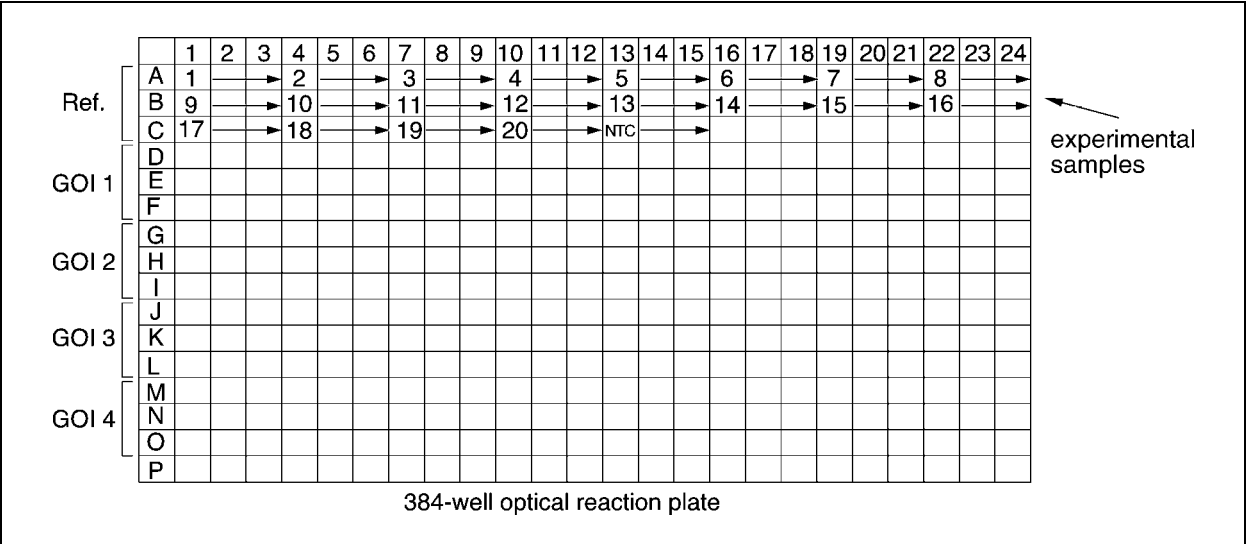 1 2 3 4 5 6 7 8 9 10 11 12 13 14 15 16 17 18 19 20 21 22 23 24
A 1 2 3 4 5 6 7 8
Ref. B 9 10 11 12 13 14 15 16
C 17 18 19 20 NTC
experimental
samples
D
GOI 1 E
F
G
GOI 2 H
I
J
GOI 3 K
L
M
GOI 4 N
O
P
384-well optical reaction plate